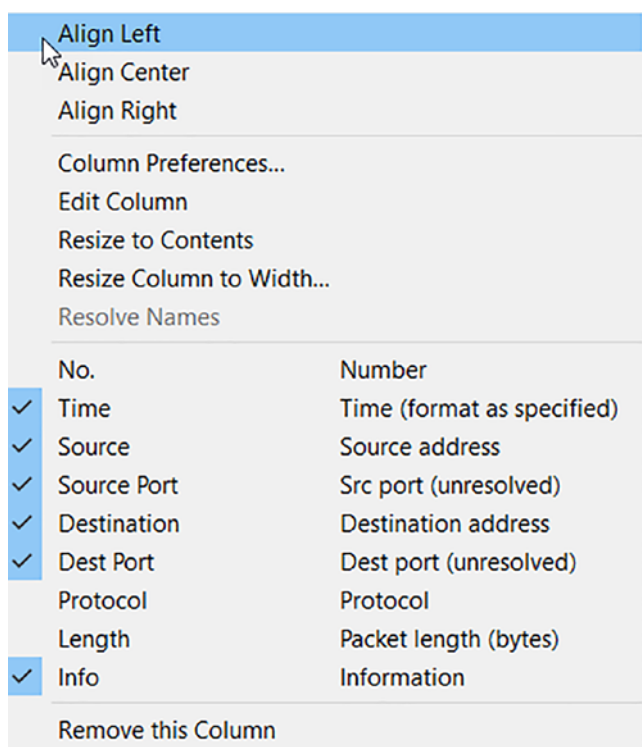 Align Left
Align Center
Align Right
Column Preferences...
Edit Column
Resize to Contents
Resize Column to Width...
Resolve Names
No. Number
Time Time (format as specified)
Source Source address
Source Port Src port (unresolved)
Destination Destination address
Dest Port Dest port (unresolved)
Protocol Protocol
Length Packet length (bytes)
Info Information
Remove this Column